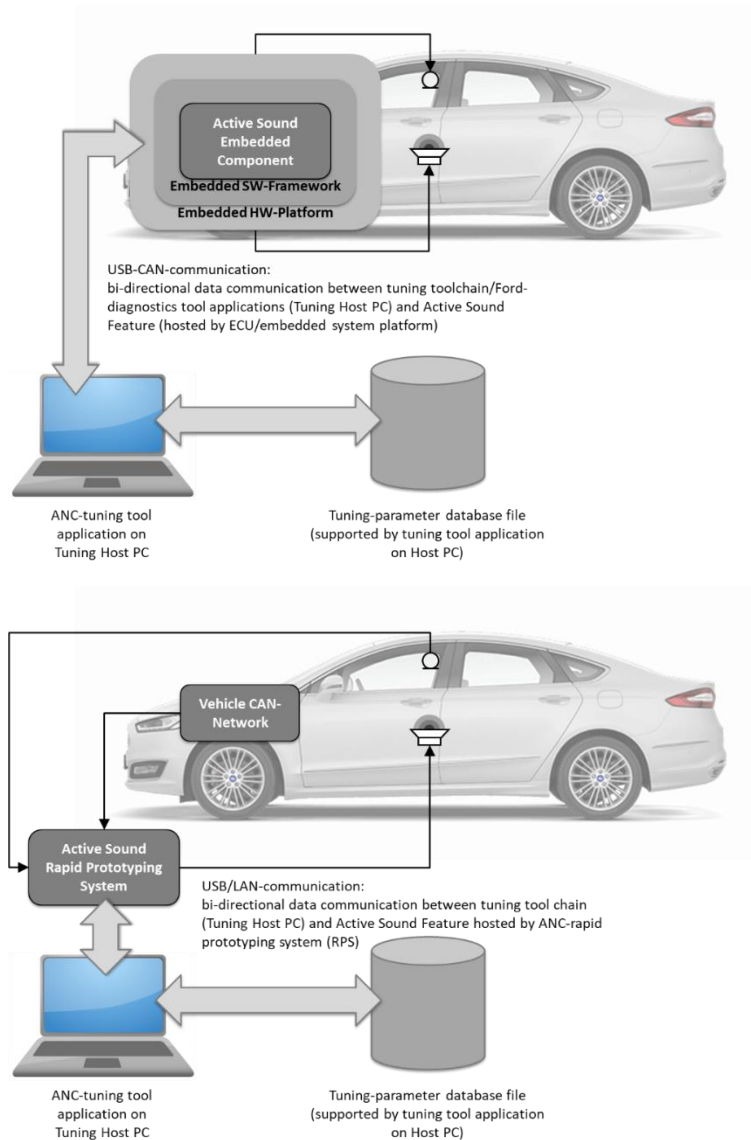 Active Sound
Embedded
Component
Embedded SW-Framework
Embedded HW-Platform
USB-CAN-communication:
bi-directional data communication between tuning toolchain/Ford-
diagnostics tool applications (Tuning Host PC) and Active Sound
Feature (hosted by ECU/embedded system platform)
ANC-tuning tool
application on
Tuning Host PC
Tuning-parameter database file
(supported by tuning tool application
on Host PC)
Vehicle CAN-
Network
Active Sound
Rapid Prototyping
System
USB/LAN-communication:
bi-directional data communication between tuning tool chain
(Tuning Host PC) and Active Sound Feature hosted by ANC-rapid
prototyping system (RPS)
ANC-tuning tool
application on
Tuning Host PC
Tuning-parameter database file
(supported by tuning tool application
on Host PC)